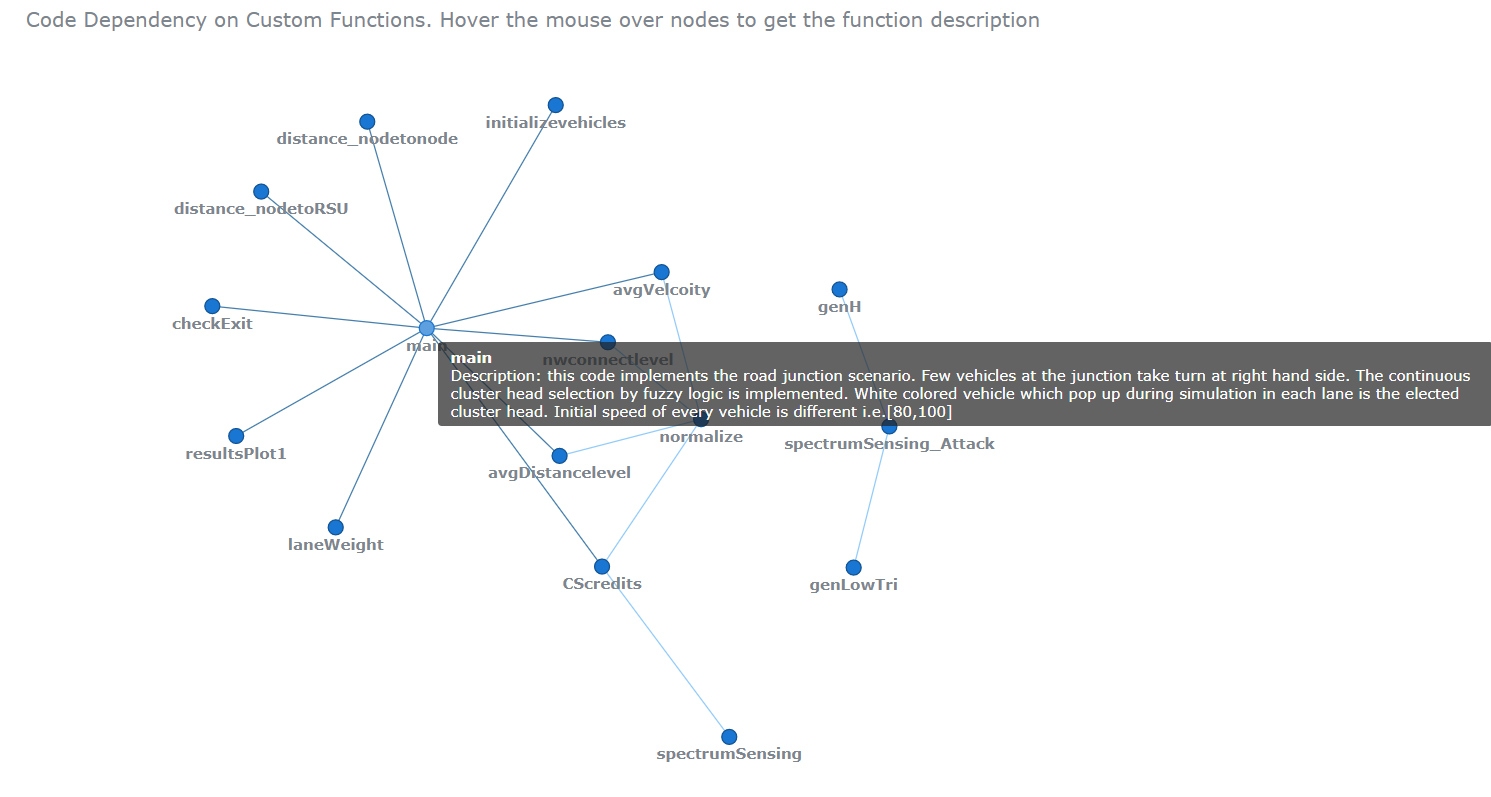 Code Dependency on Custom Functions. Hover the mouse over nodes to get the function description
initializevehicles
distance_nodetonode
distance_nodetoRSU
avgVelcoity
genH
checkExit
main
nwconnectlevel
main
Description: this code implements the road junction scenario. Few vehicles at the junction take turn at right hand side. The continuous
cluster head selection by fuzzy logic is implemented. White colored vehicle which pop up during simulation in each lane is the elected
cluster head. Initial speed of every vehicle is different i.e.[80,100]
normalize
spectrumSensing_Attack
resultsPlot1
avgDistancelevel
laneWeight
CScredits
genLowTri
spectrumSensing